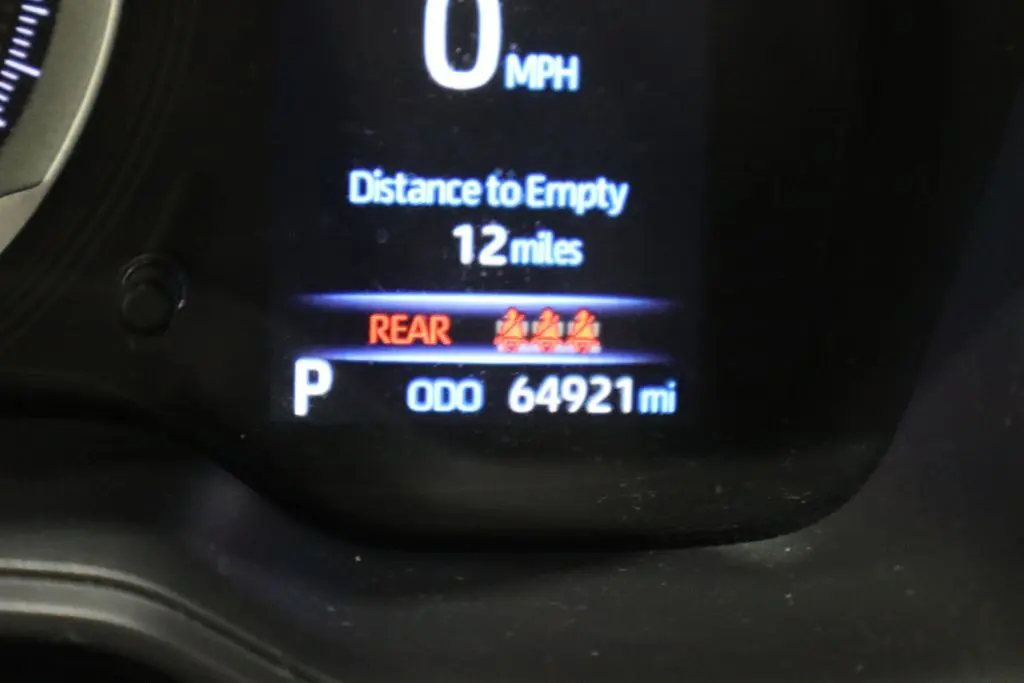 0 MPH
Distance to Empty
12 miles
REAR
P ODO 64921 mi